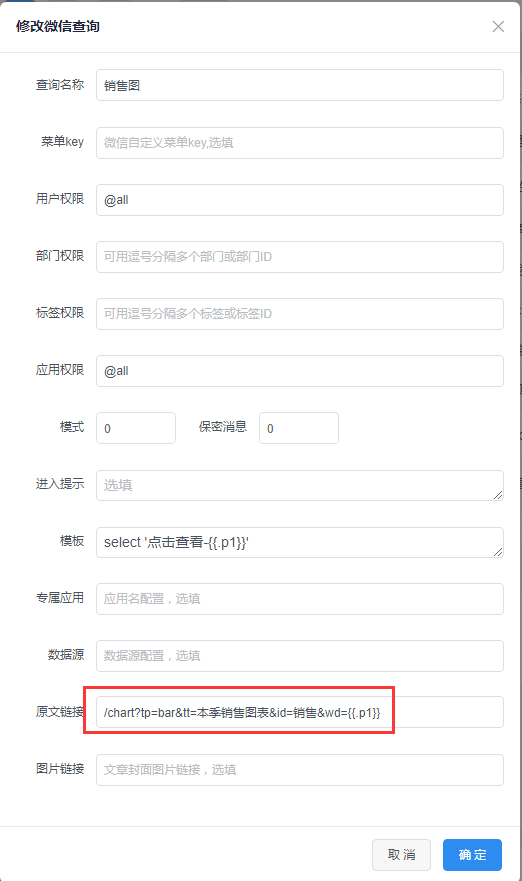 修改微信查询
查询名称 销售图
菜单key 微信自定义菜单key,选填
用户权限 @all
部门权限 可用逗号分隔多个部门或部门ID
标签权限 可用逗号分隔多个标签或标签ID
应用权限 @all
模式 0 保密消息 0
进入提示 选填
模板 select '点击查看-{{.p1}}'
专属应用 应用名配置，选填
数据源 数据源配置，选填
原文链接 /chart?tp=bar&tt=本季销售图表&id=销售&wd={{.p1}}
图片链接 文章封面图片链接，选填
取消 确定